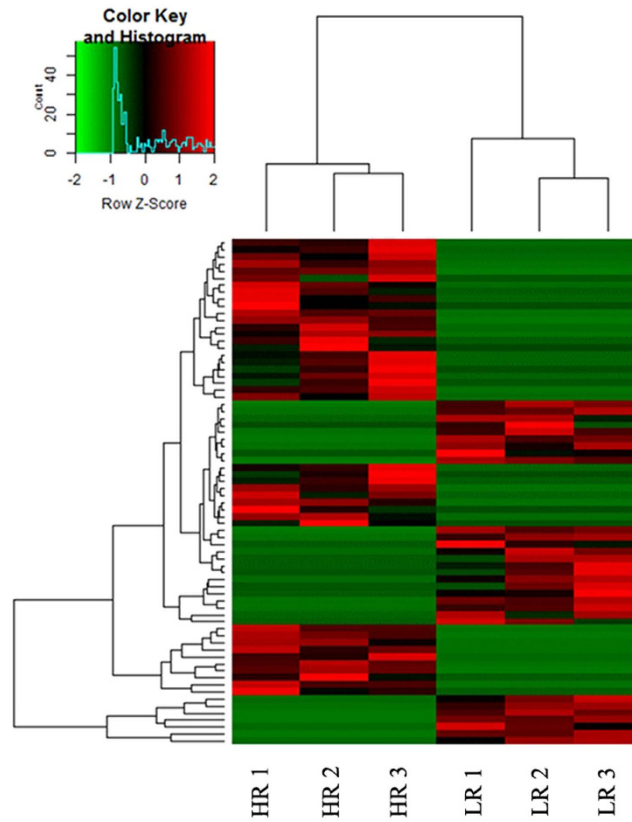 Color Key
and Histogram
Count
0
20
40
-2 -1 0 1 2
Row Z-Score
HR 1
HR 2
HR 3
LR 1
LR 2
LR 3